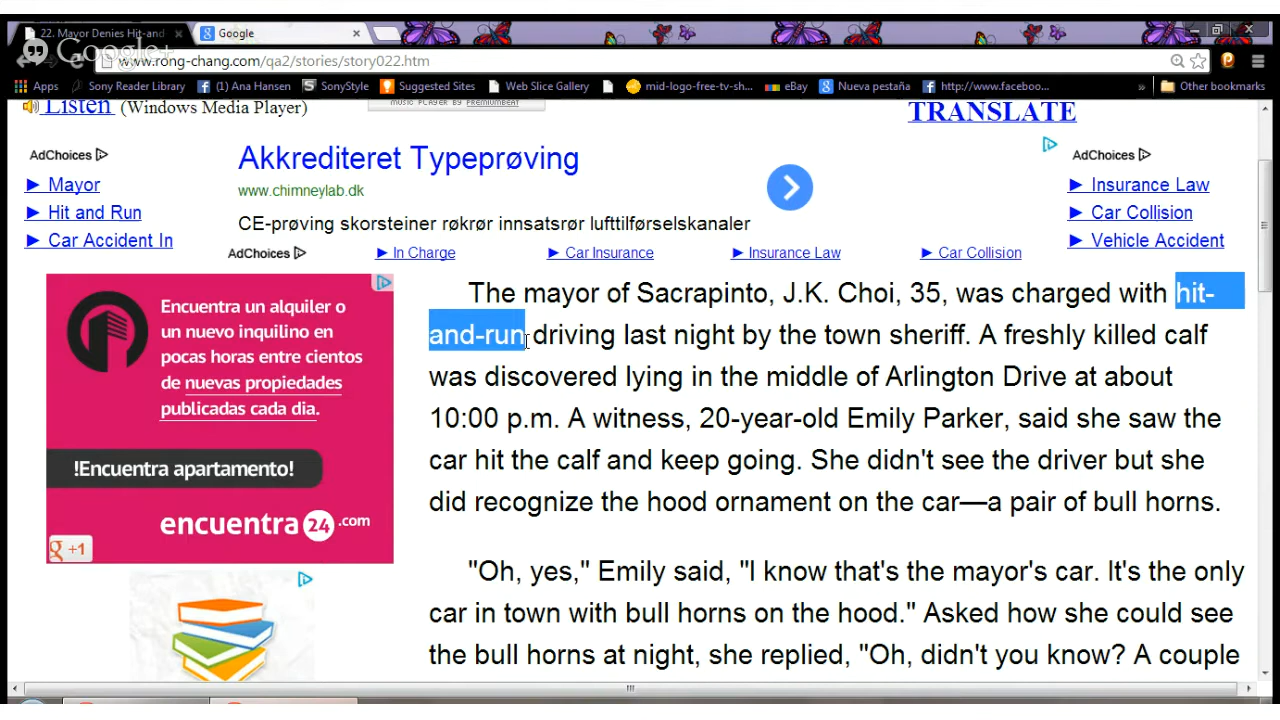 22. Mayor Denies Hit-and
Google
Google+
www.rong-chang.com/qa2/stories/story022.htm
Apps
Sony Reader Library
(1) Ana Hansen
SonyStyle
Suggested Sites
Web Slice Gallery
mid-logo-free-tv-sh...
eBay
Nueva pestaña
http://www.faceboo...
»
Other bookmarks
Listen (Windows Media Player)
MUSIC PLAYER BY PREMIUMBEAT
TRANSLATE
AdChoices
► Mayor
► Hit and Run
► Car Accident In
Akkrediteret Typeprøving
www.chimneylab.dk
CE-prøving skorsteiner røkrør innsatsrør lufttilførselskanaler
AdChoices
► Insurance Law
► Car Collision
► Vehicle Accident
AdChoices
► In Charge
► Car Insurance
► Insurance Law
► Car Collision
Encuentra un alquiler o
un nuevo inquilino en
pocas horas entre cientos
de nuevas propiedades
publicadas cada dia.
!Encuentra apartamento!
encuentra24.com
g +1
The mayor of Sacrapinto, J.K. Choi, 35, was charged with hit-
and-run driving last night by the town sheriff. A freshly killed calf
was discovered lying in the middle of Arlington Drive at about
10:00 p.m. A witness, 20-year-old Emily Parker, said she saw the
car hit the calf and keep going. She didn't see the driver but she
did recognize the hood ornament on the car—a pair of bull horns.
"Oh, yes," Emily said, "I know that's the mayor's car. It's the only
car in town with bull horns on the hood." Asked how she could see
the bull horns at night, she replied, "Oh, didn't you know? A couple